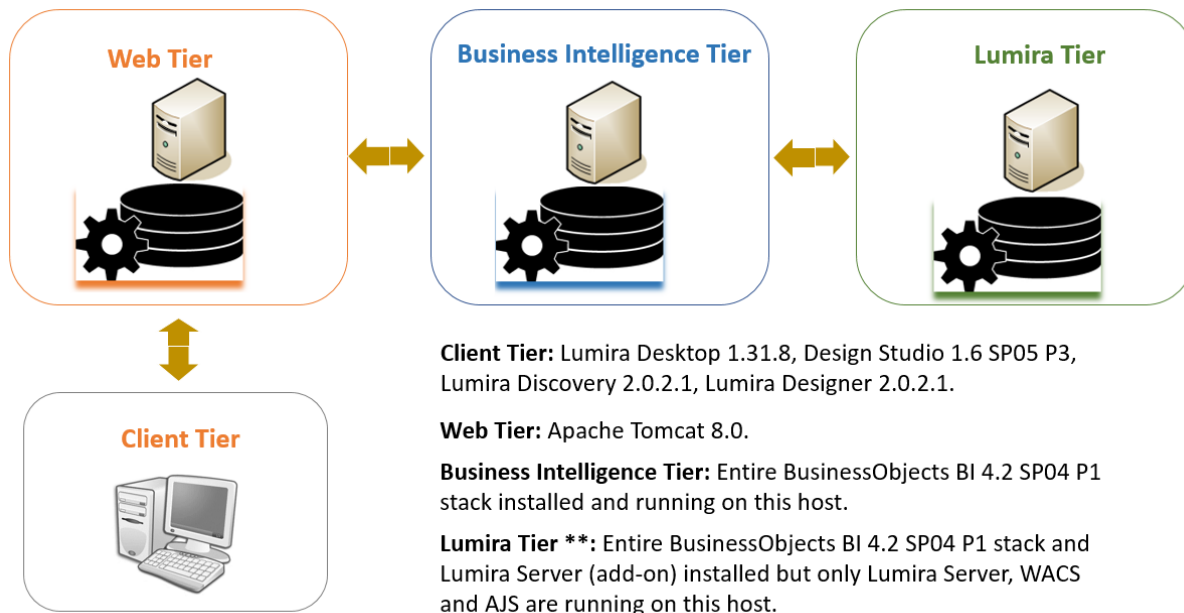 Web Tier
Business Intelligence Tier
Lumira Tier
Client Tier
Client Tier: Lumira Desktop 1.31.8, Design Studio 1.6 SP05 P3,
Lumira Discovery 2.0.2.1, Lumira Designer 2.0.2.1.
Web Tier: Apache Tomcat 8.0.
Business Intelligence Tier: Entire BusinessObjects BI 4.2 SP04 P1
stack installed and running on this host.
Lumira Tier **: Entire BusinessObjects BI 4.2 SP04 P1 stack and
Lumira Server (add-on) installed but only Lumira Server, WACS
and AJS are running on this host.